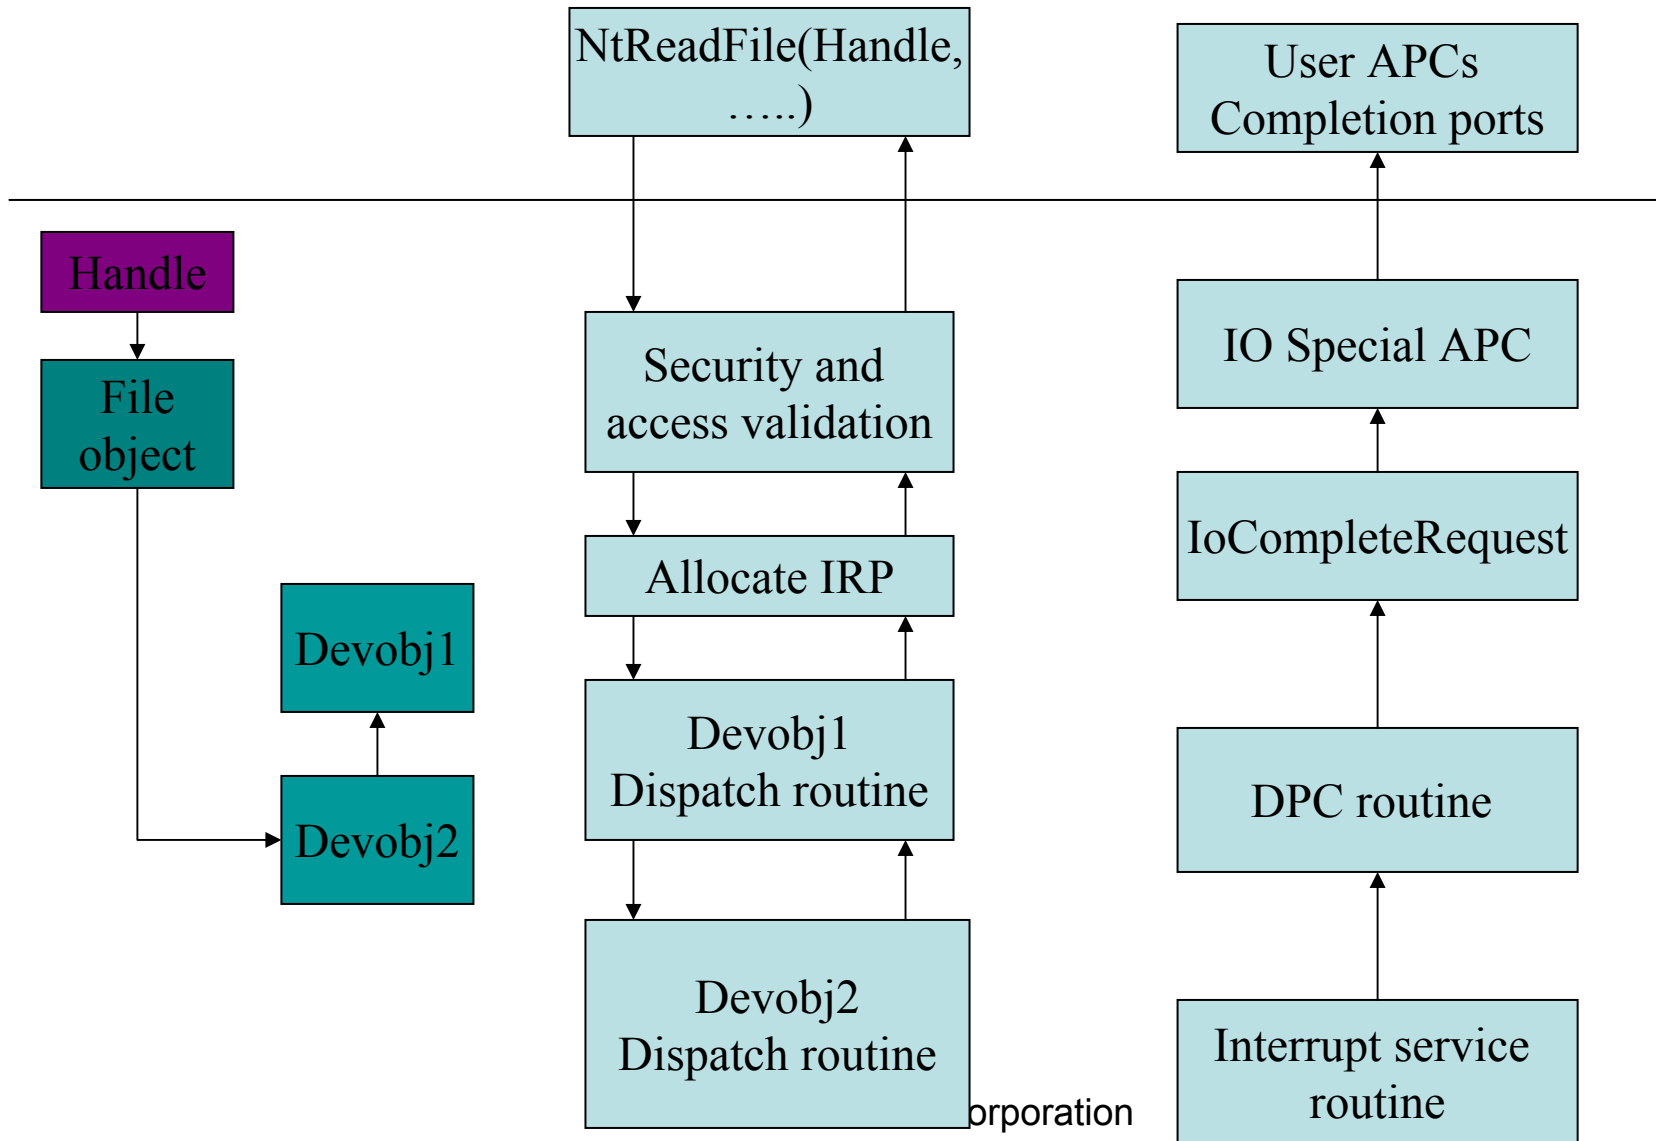 NtReadFile(Handle,
…..)
User APCs
Completion ports
Handle
File
object
Devobj1
Devobj2
Security and
access validation
Allocate IRP
Devobj1
Dispatch routine
Devobj2
Dispatch routine
IO Special APC
IoCompleteRequest
DPC routine
Interrupt service
routine
orporation